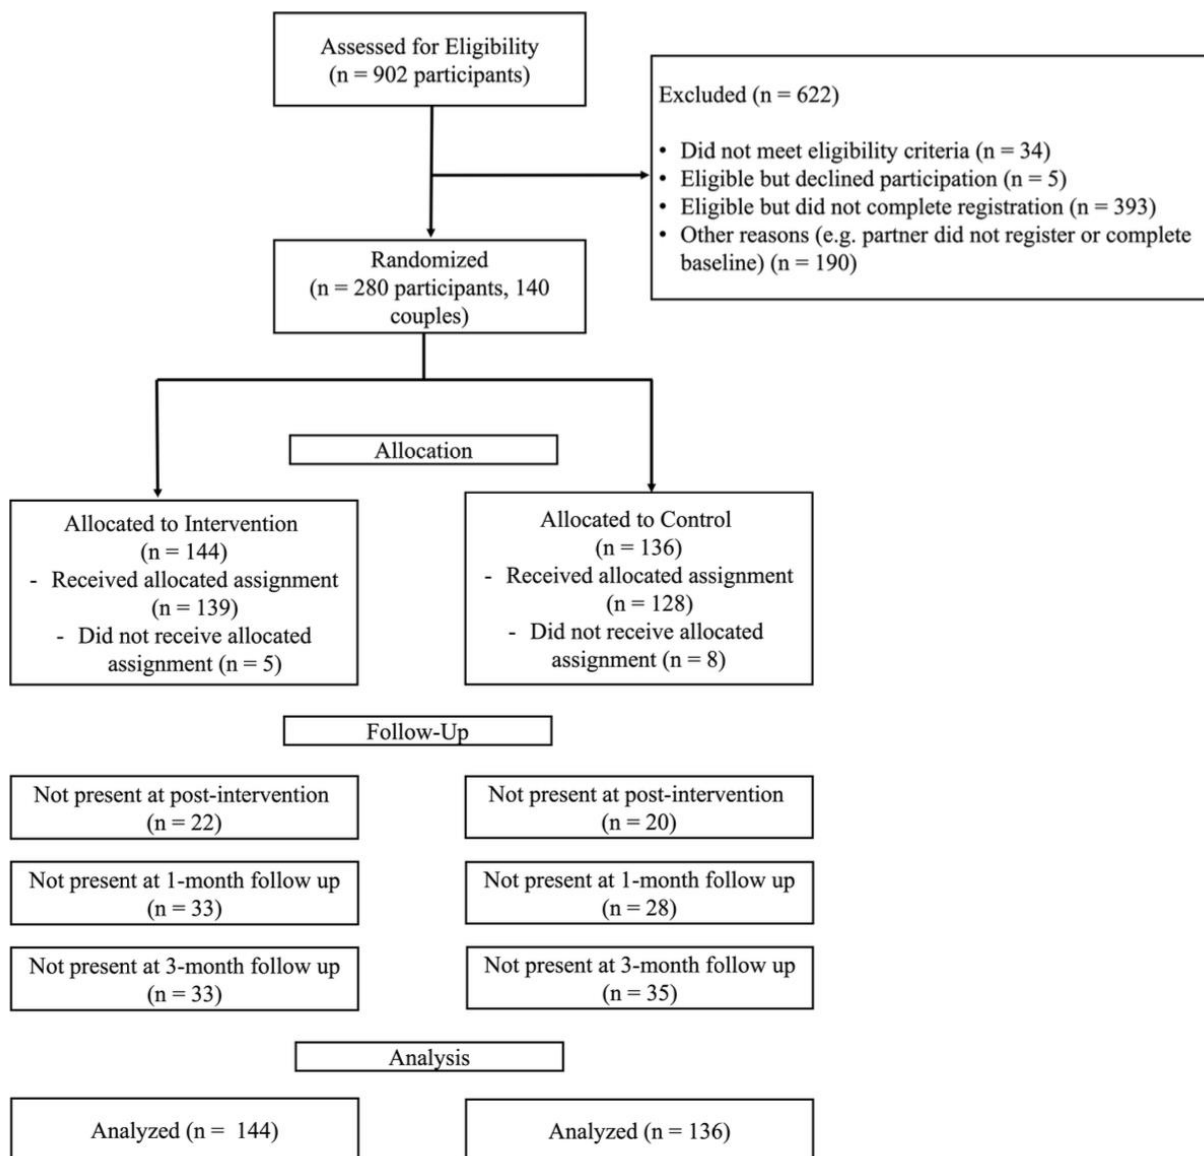 Assessed for Eligibility
(n = 902 participants)
Excluded (n = 622)
• Did not meet eligibility criteria (n = 34)
• Eligible but declined participation (n = 5)
• Eligible but did not complete registration (n = 393)
• Other reasons (e.g. partner did not register or complete
baseline) (n = 190)
Randomized
(n = 280 participants, 140
couples)
Allocation
Allocated to Intervention
(n = 144)
- Received allocated assignment
(n = 139)
- Did not receive allocated
assignment (n = 5)
Allocated to Control
(n = 136)
- Received allocated assignment
(n = 128)
- Did not receive allocated
assignment (n = 8)
Follow-Up
Not present at post-intervention
(n = 22)
Not present at post-intervention
(n = 20)
Not present at 1-month follow up
(n = 33)
Not present at 1-month follow up
(n = 28)
Not present at 3-month follow up
(n = 33)
Not present at 3-month follow up
(n = 35)
Analysis
Analyzed (n =  144)
Analyzed (n = 136)